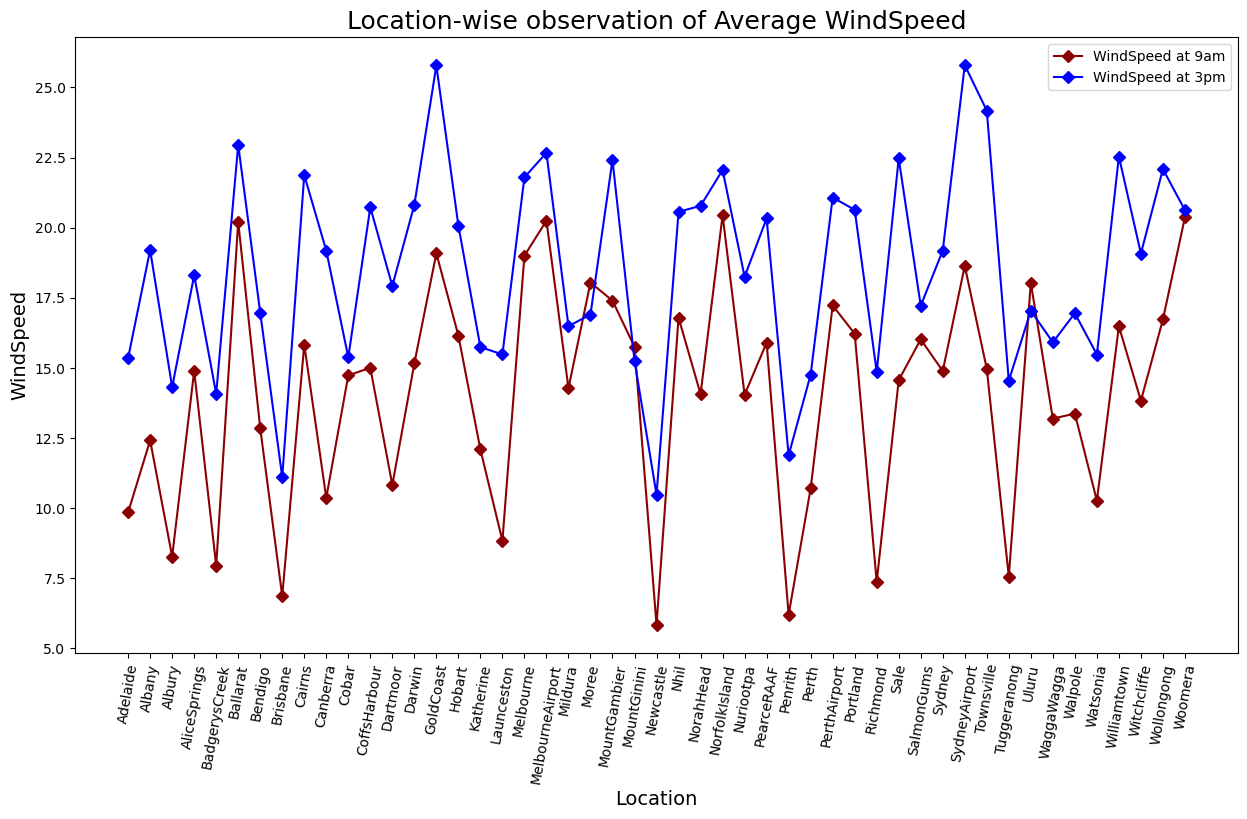 Location-wise observation of Average WindSpeed
WindSpeed at 9am
WindSpeed at 3pm
WindSpeed
25.0
22.5
20.0
17.5
15.0
12.5
10.0
7.5
5.0
Adelaide
Albany
Albury
AliceSprings
BadgerysCreek
Ballarat
Bendigo
Brisbane
Cairns
Canberra
Cobar
CoffsHarbour
Dartmoor
Darwin
GoldCoast
Hobart
Katherine
Launceston
Melbourne
MelbourneAirport
Mildura
Moree
MountGambier
MountGinini
Newcastle
Nhil
NorahHead
NorfolkIsland
Nuriootpa
PearceRAAF
Penrith
Perth
PerthAirport
Portland
Richmond
Sale
SalmonGums
Sydney
SydneyAirport
Townsville
Tuggeranong
Uluru
WaggaWagga
Walpole
Watsonia
Williamtown
Witchcliffe
Wollongong
Woomera
Location